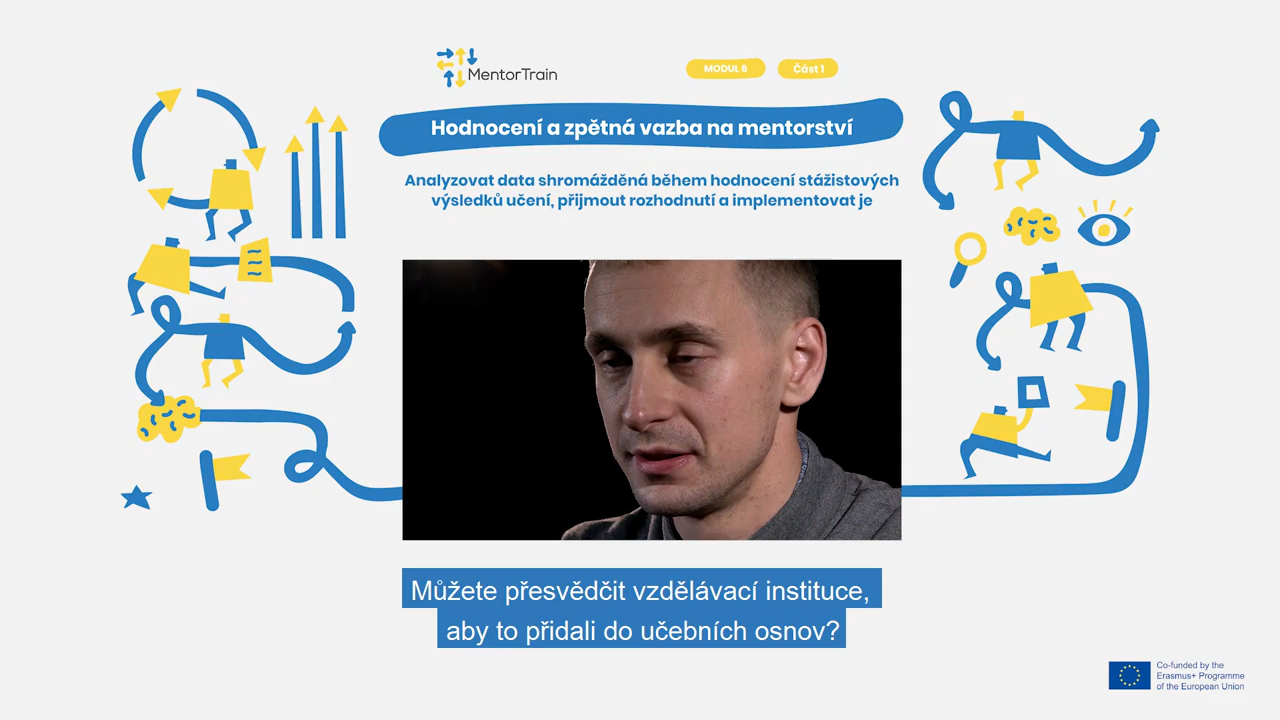 MentorTrain
MODUL 6
Část 1
Hodnocení a zpětná vazba na mentorství
Analyzovat data shromážděná během hodnocení stážistových
výsledků učení, přijmout rozhodnutí a implementovat je
Můžete přesvědčit vzdělávací instituce,
aby to přidali do učebních osnov?
Co-funded by the
Erasmus+ Programme
of the European Union